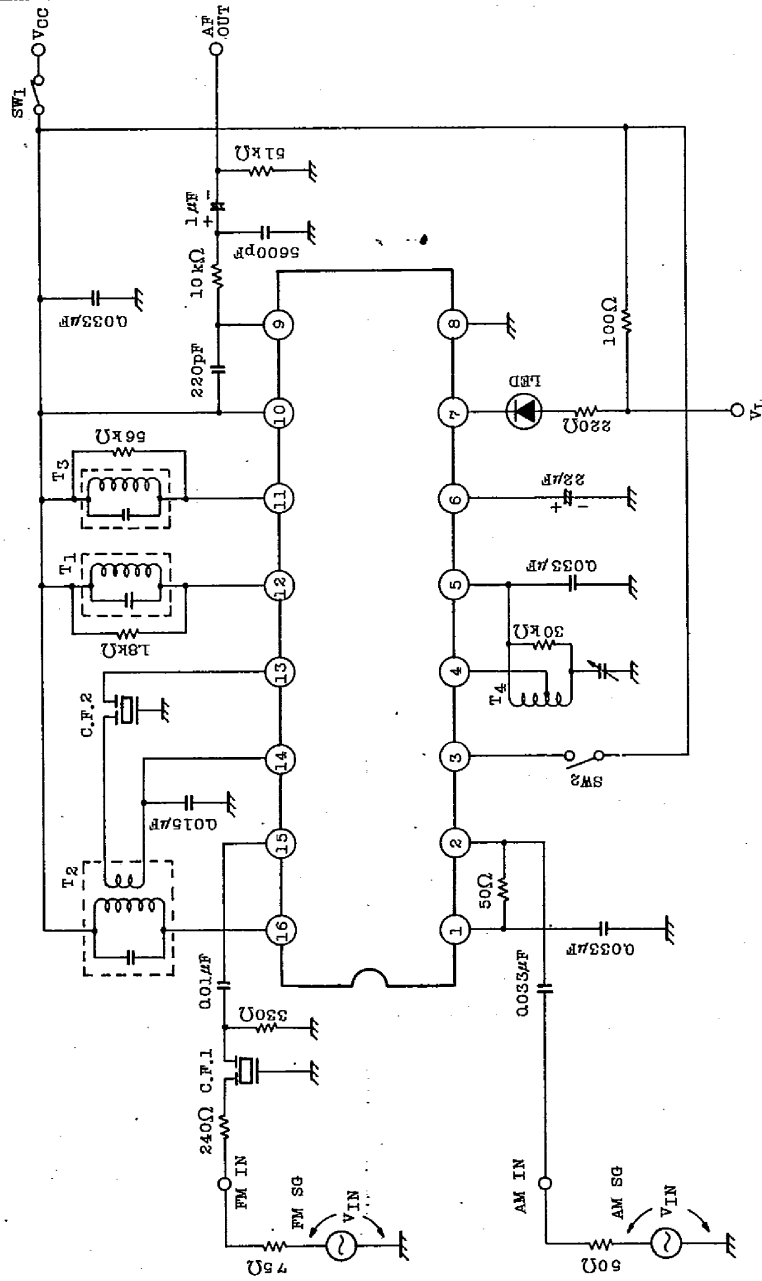 VCC
SW1
AF OUT
51kΩ
1μF
+ -
5600pF
10kΩ
0.033μF
220pF
56kΩ
T3
T1
1.8kΩ
C.F.2
0.015μF
T2
0.01μF
330Ω
C.F.1
240Ω
FM IN
FM SG
VIN
75Ω
9
10
11
12
13
14
15
16
8
7
6
5
4
3
2
1
100Ω
LED
220Ω
VL
22μF
+ -
0.033μF
30kΩ
T4
SW2
50Ω
0.033μF
0.033μF
AM IN
AM SG
VIN
50Ω